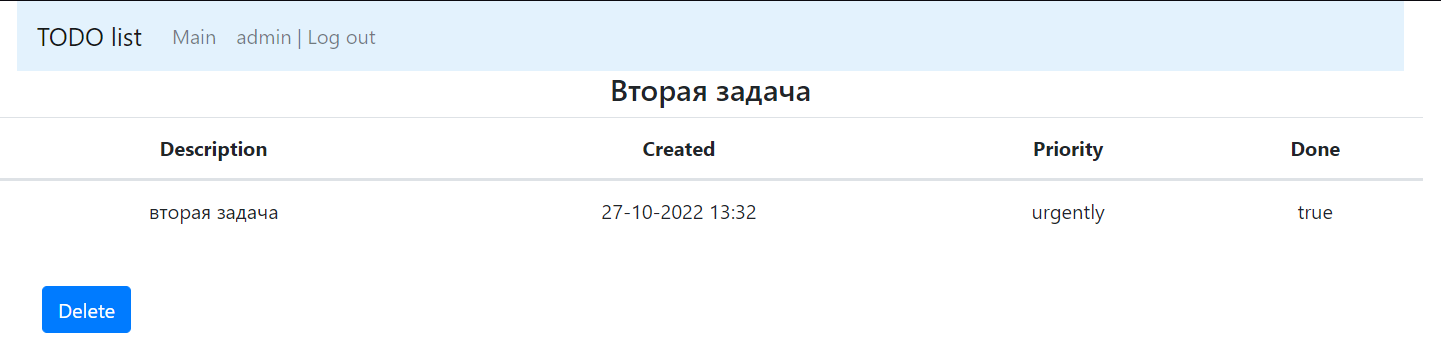 TODO list Main admin | Log out
Вторая задача
Description Created Priority Done
вторая задача 27-10-2022 13:32 urgently true
Delete